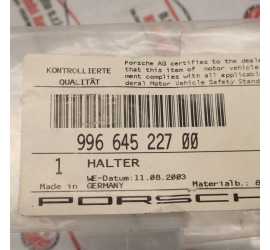 KONTROLLIERTE
QUALITÄT
Porsche AG certifies to the deale
that this item of motor vehicle
ment complies with all applicabl
deral Motor Vehicle Safety Stand
996 645 227 00
1 HALTER
WE-Datum:11.08.2003
Made in GERMANY Materialb.:
PORSCH